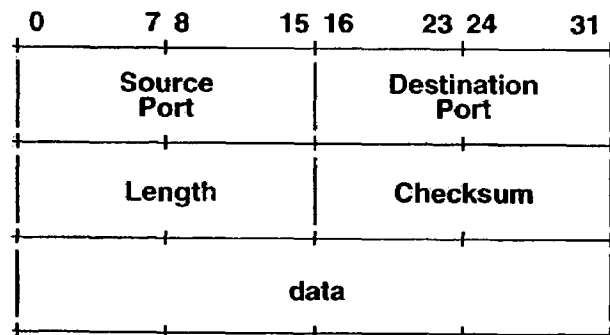 0 7 8 15 16 23 24 31
Source Destination
Port Port
Length Checksum
data